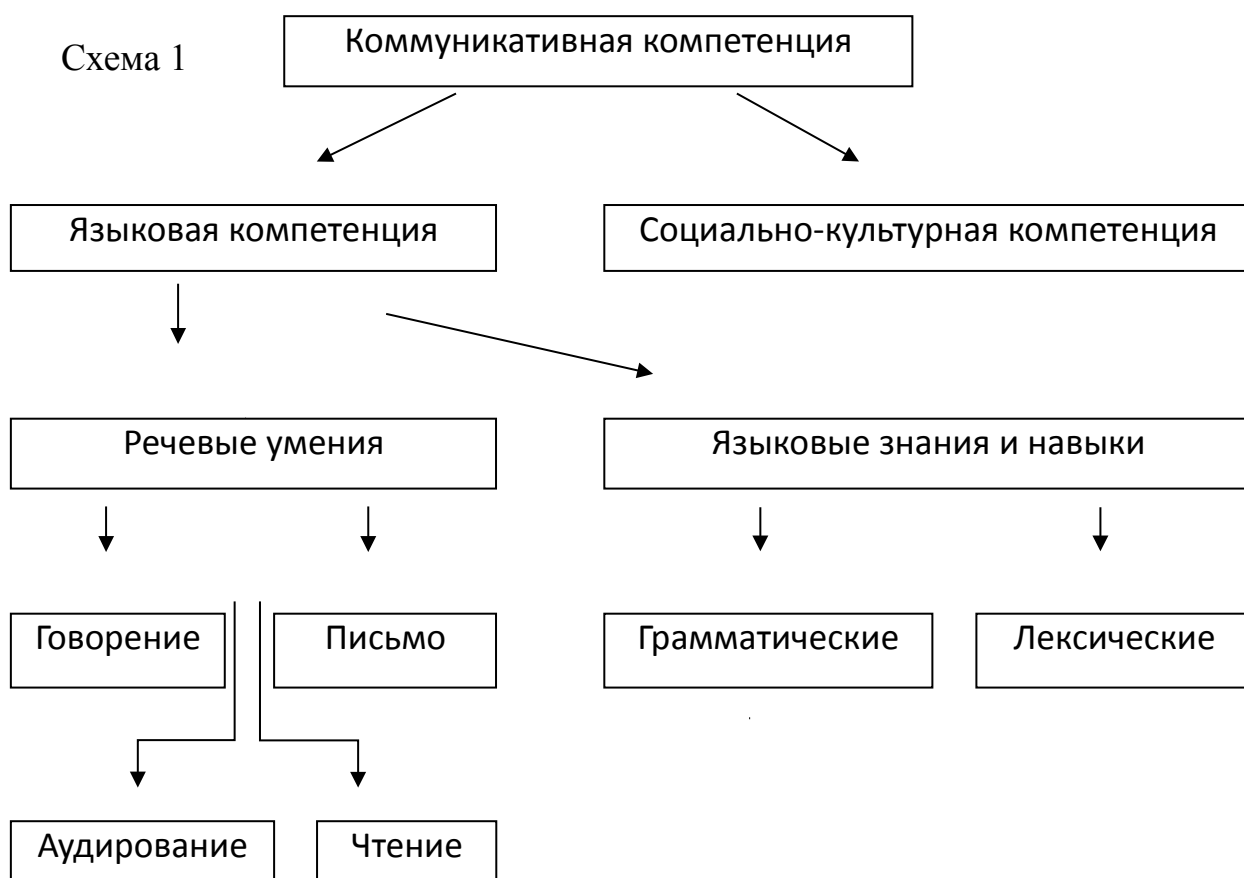 Схема 1
Коммуникативная компетенция
Языковая компетенция
Социально-культурная компетенция
Речевые умения
Языковые знания и навыки
Говорение
Письмо
Грамматические
Лексические
Аудирование
Чтение